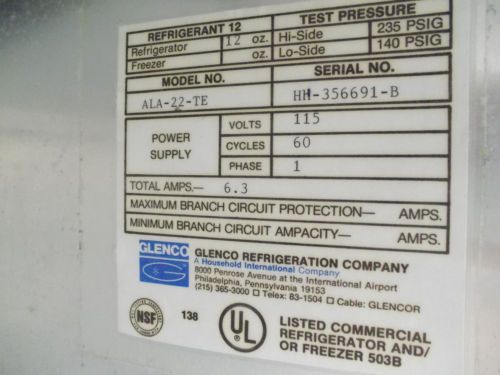 REFRIGERANT 12
Refrigerator 12 oz.
Freezer oz.
TEST PRESSURE
Hi-Side 235 PSIG
Lo-Side 140 PSIG
MODEL NO.
ALA-22-TE
SERIAL NO.
HH-356691-B
POWER SUPPLY
VOLTS 115
CYCLES 60
PHASE 1
TOTAL AMPS.— 6.3
MAXIMUM BRANCH CIRCUIT PROTECTION— AMPS.
MINIMUM BRANCH CIRCUIT AMPACITY— AMPS.
GLENCO
GLENCO REFRIGERATION COMPANY
A Household International Company
8000 Penrose Avenue at the International Airport
Philadelphia, Pennsylvania 19153
(215) 365-3000 □ Telex: 83-1504 □ Cable: GLENCOR
NSF
138
UL
LISTED COMMERCIAL
REFRIGERATOR AND/
OR FREEZER 503B